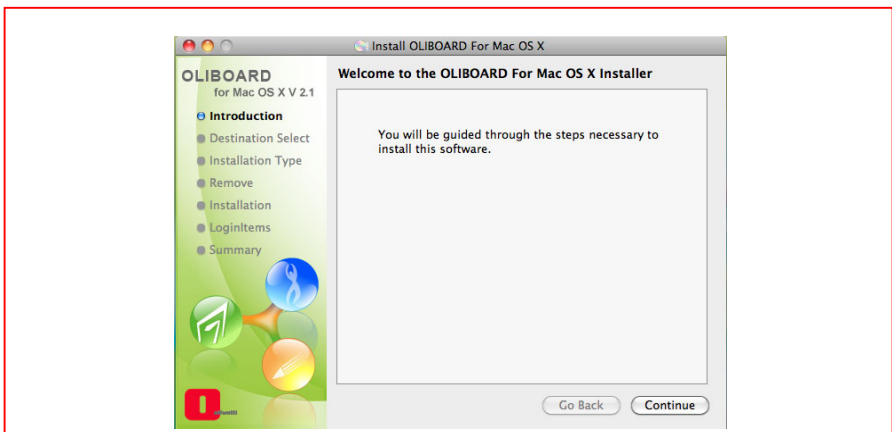 Install OLIBOARD For Mac OS X
OLIBOARD
for Mac OS X V 2.1
Introduction
Destination Select
Installation Type
Remove
Installation
LoginItems
Summary
Welcome to the OLIBOARD For Mac OS X Installer
You will be guided through the steps necessary to
install this software.
Go Back
Continue
olivetti